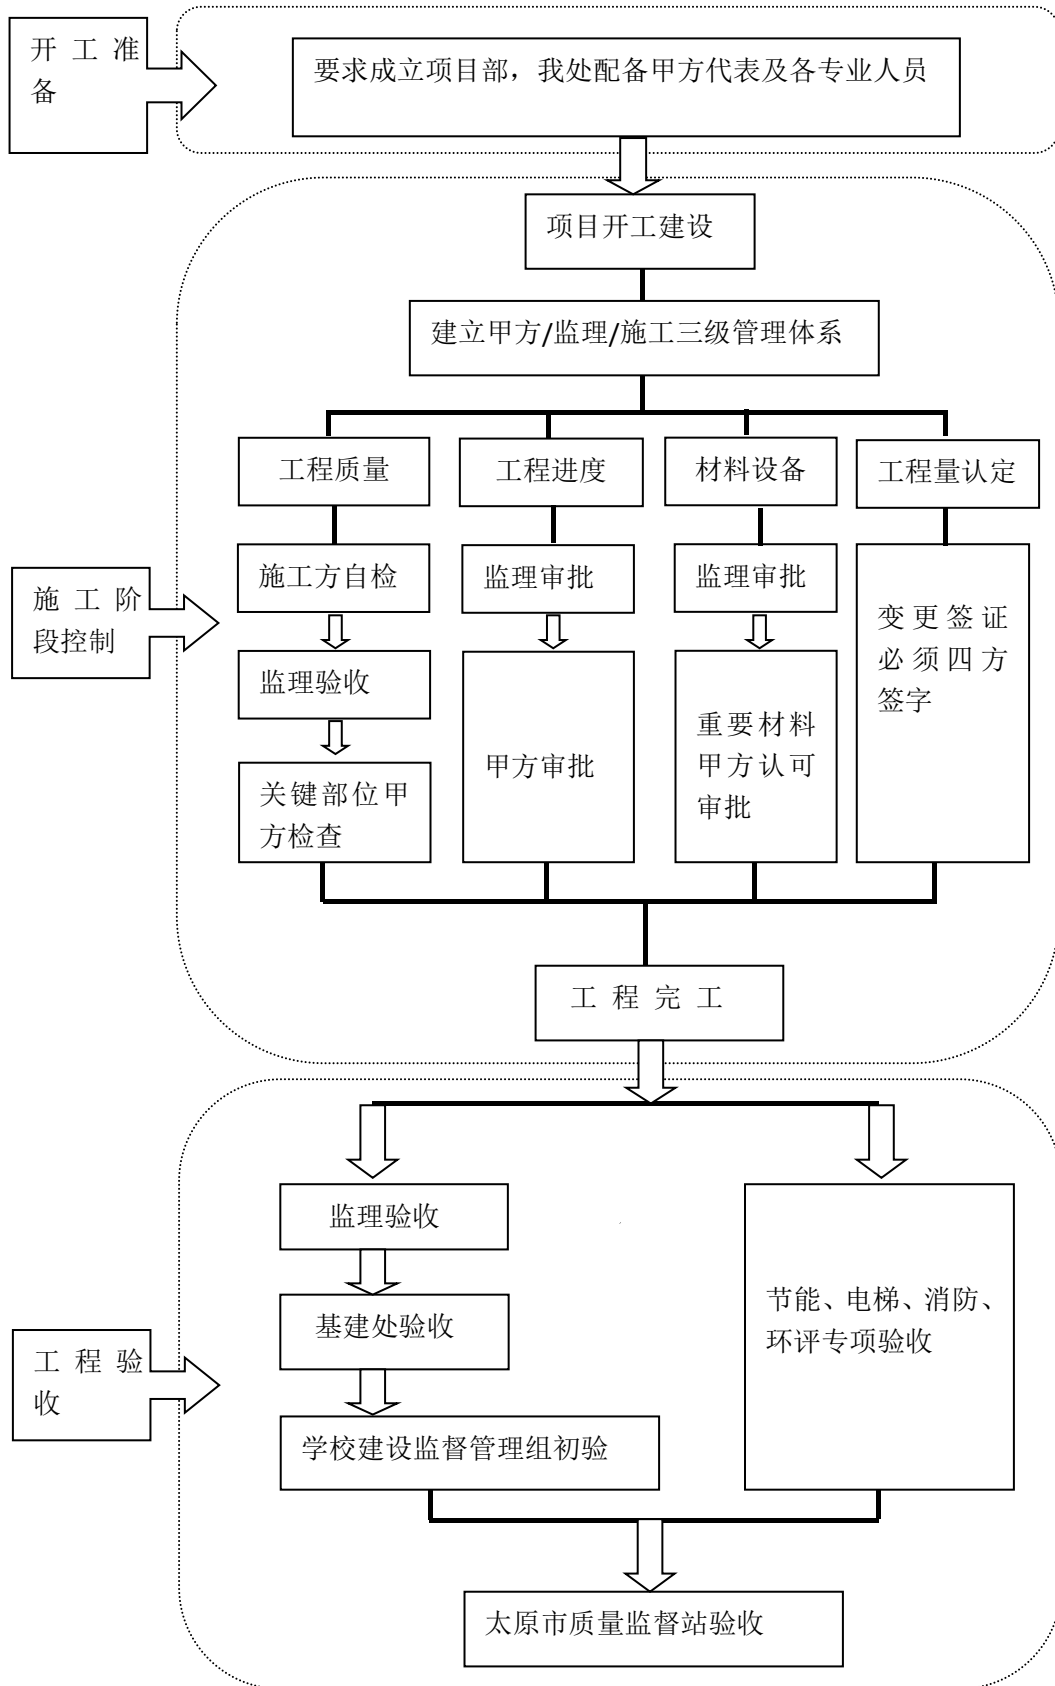 开工准
备
要求成立项目部，我处配备甲方代表及各专业人员
项目开工建设
建立甲方/监理/施工三级管理体系
工程质量
工程进度
材料设备
工程量认定
施工方自检
监理审批
监理审批
变更签证
必须四方
签字
施工阶
段控制
监理验收
关键部位甲
方检查
甲方审批
重要材料
甲方认可
审批
工程完工
监理验收
基建处验收
学校建设监督管理组初验
节能、电梯、消防、
环评专项验收
工程验
收
太原市质量监督站验收